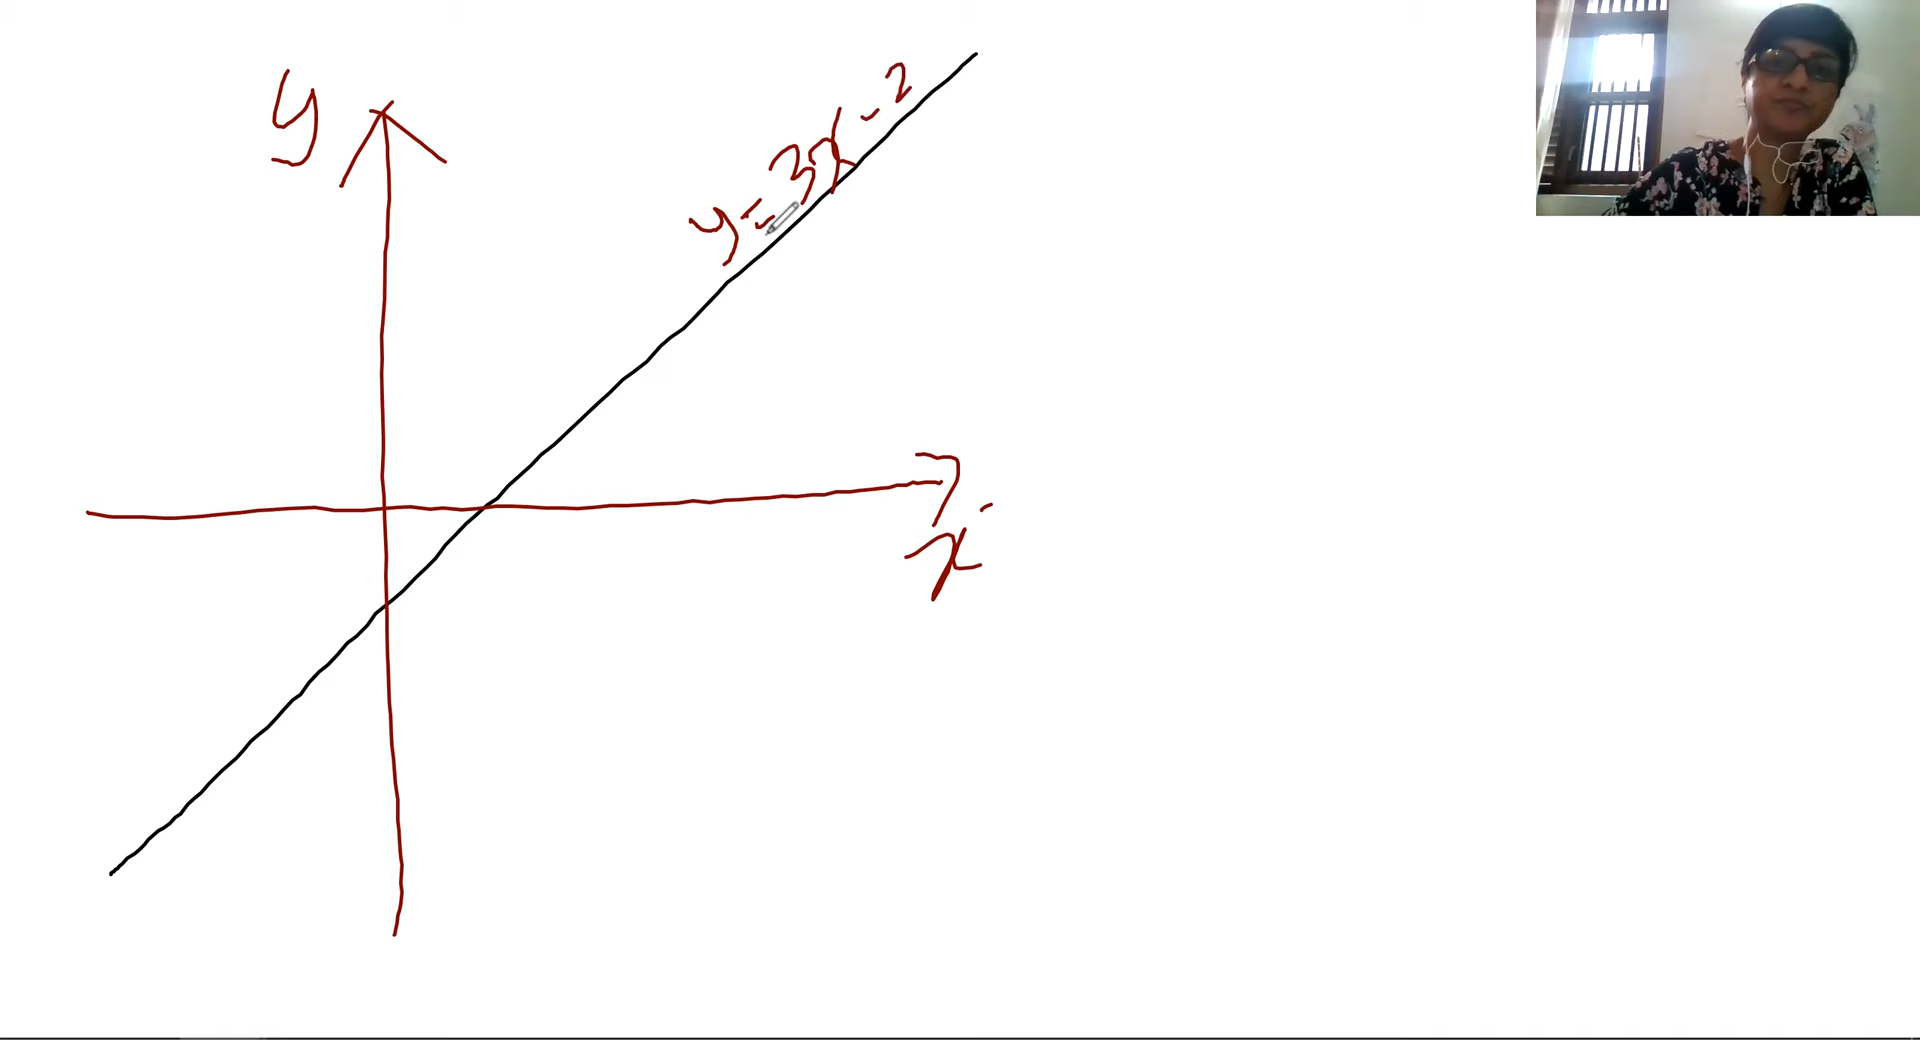 y
y = 3x - 2
x